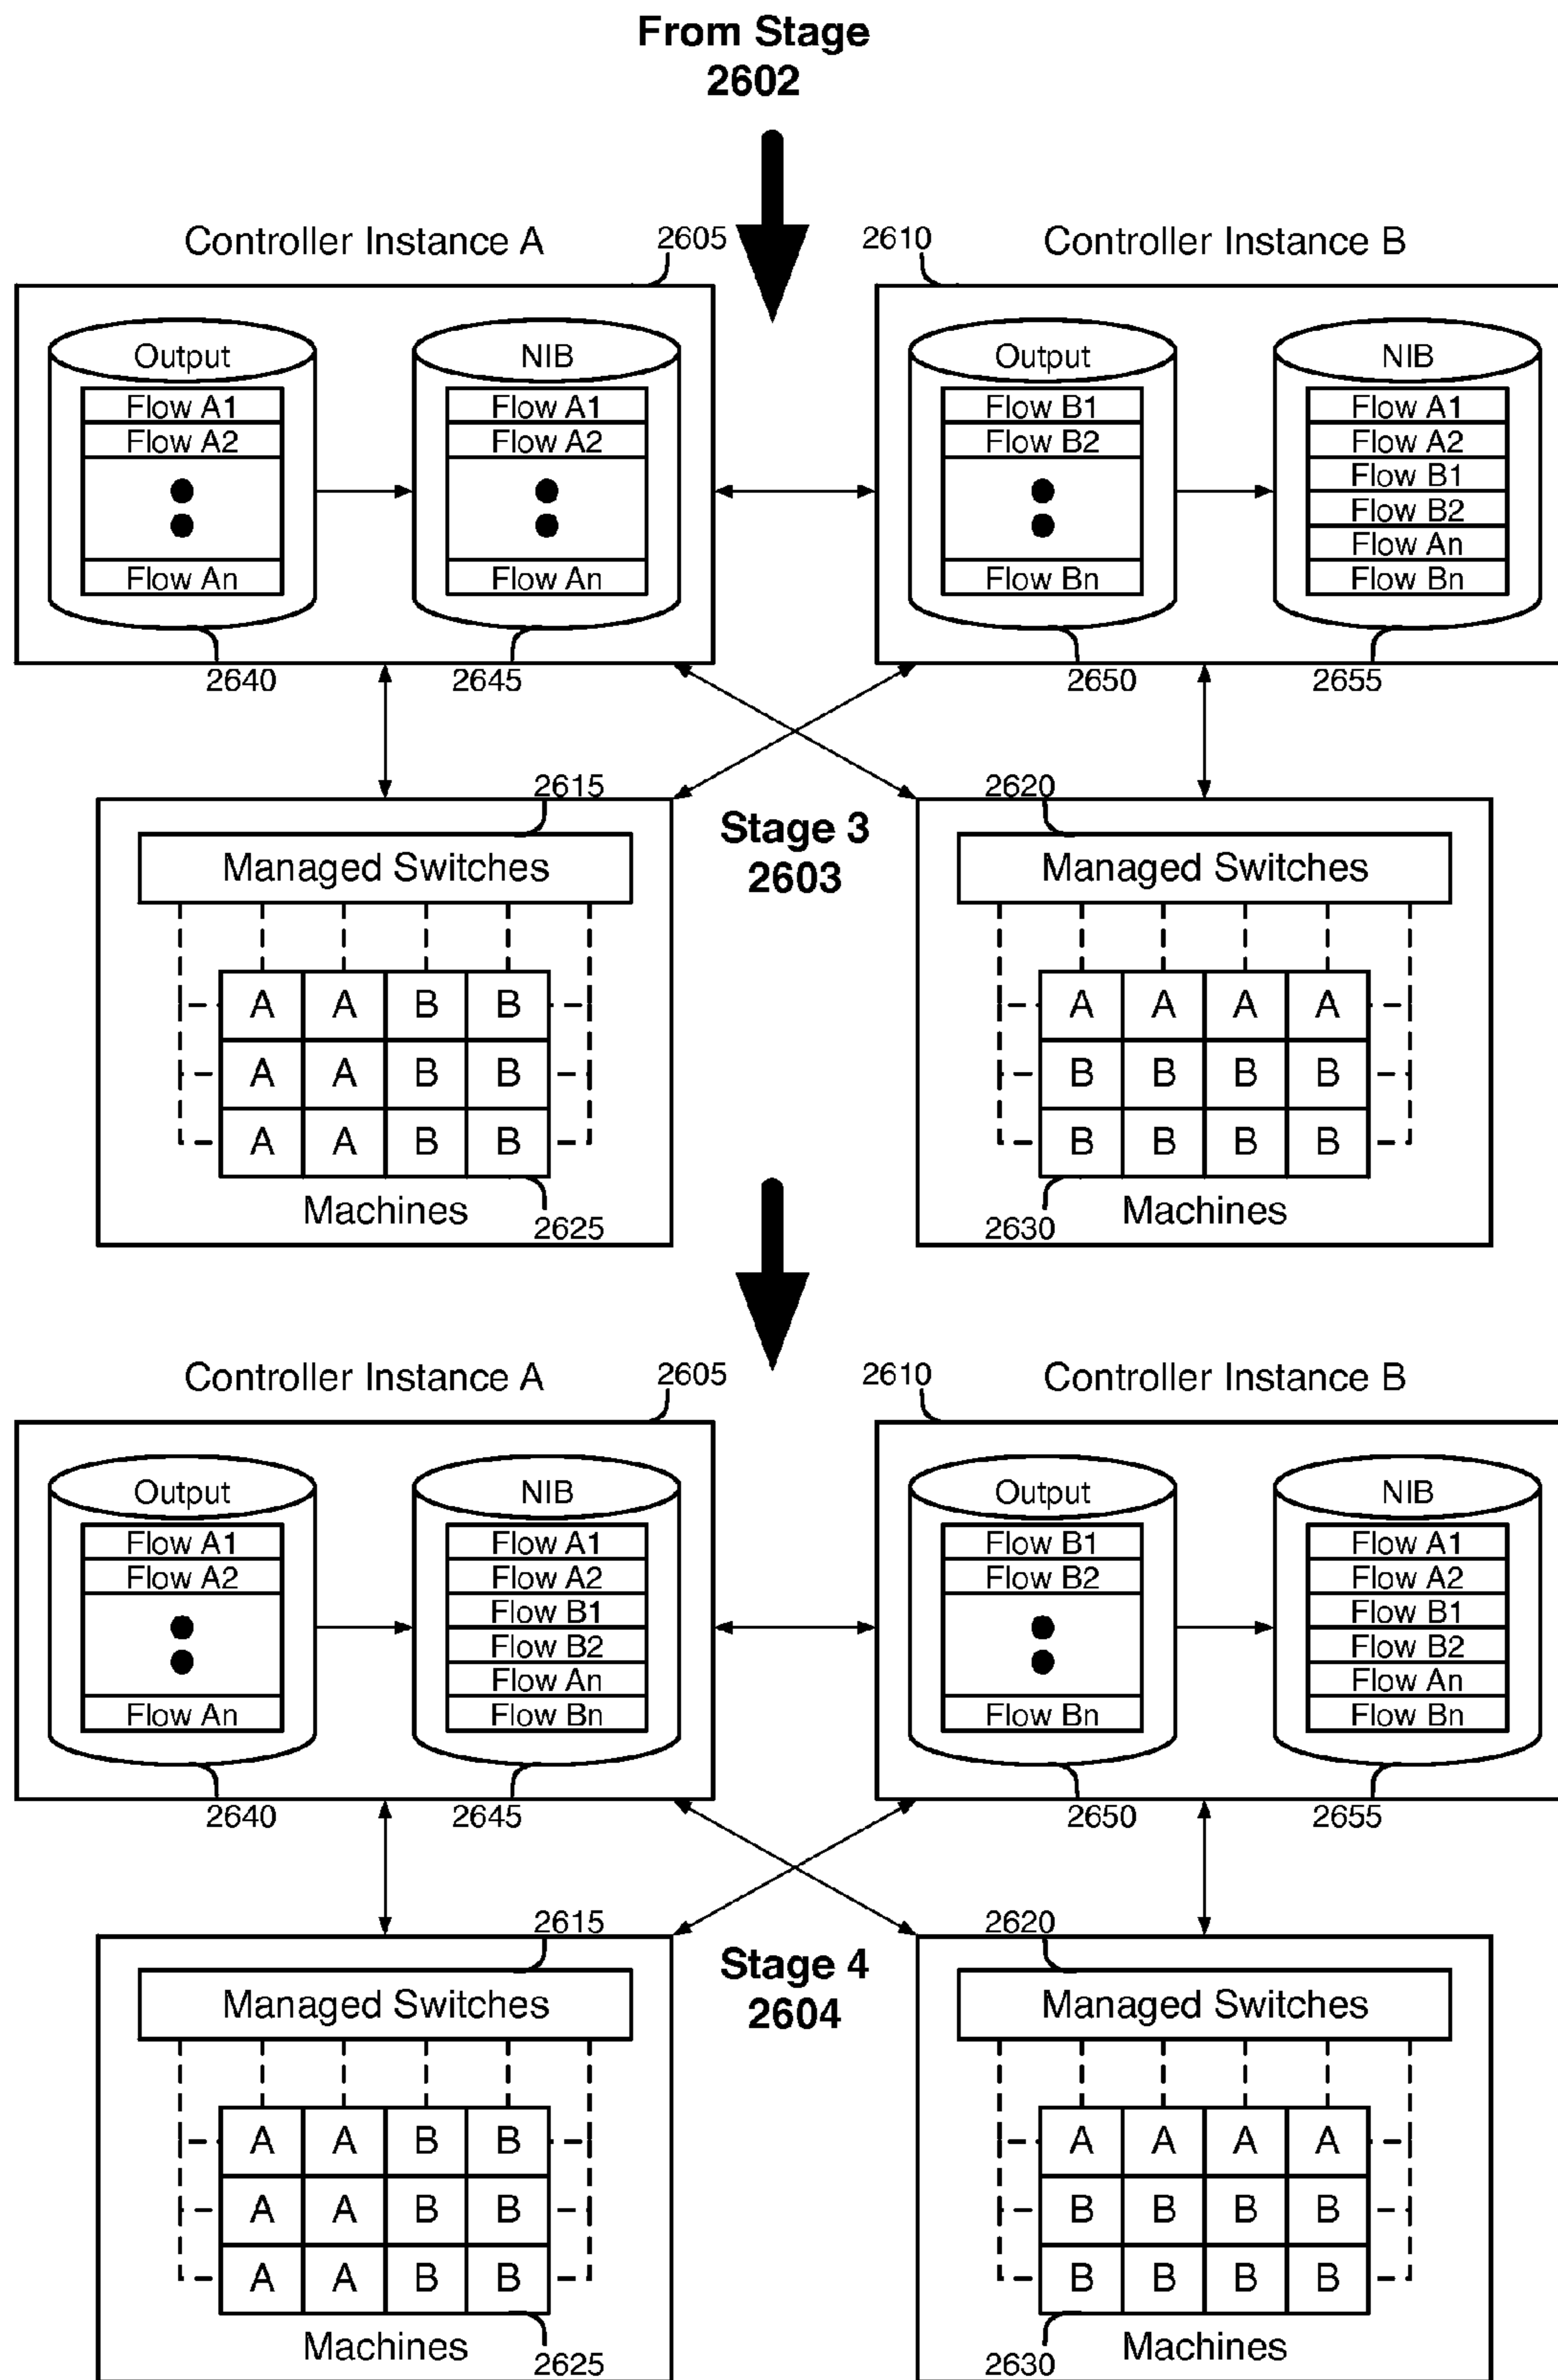 From Stage
2602
Controller Instance A
2605
2610
Controller Instance B
Output
Flow A1
Flow A2
Flow An
NIB
Flow A1
Flow A2
Flow An
Output
Flow B1
Flow B2
Flow Bn
NIB
Flow A1
Flow A2
Flow B1
Flow B2
Flow An
Flow Bn
2640
2645
2650
2655
2615
Managed Switches
A A B B
A A B B
A A B B
Machines
2625
Stage 3
2603
2620
Managed Switches
A A A A
B B B B
B B B B
2630
Machines
Controller Instance A
2605
2610
Controller Instance B
Output
Flow A1
Flow A2
Flow An
NIB
Flow A1
Flow A2
Flow B1
Flow B2
Flow An
Flow Bn
Output
Flow B1
Flow B2
Flow Bn
NIB
Flow A1
Flow A2
Flow B1
Flow B2
Flow An
Flow Bn
2640
2645
2650
2655
2615
Managed Switches
A A B B
A A B B
A A B B
Machines
2625
Stage 4
2604
2620
Managed Switches
A A A A
B B B B
B B B B
2630
Machines